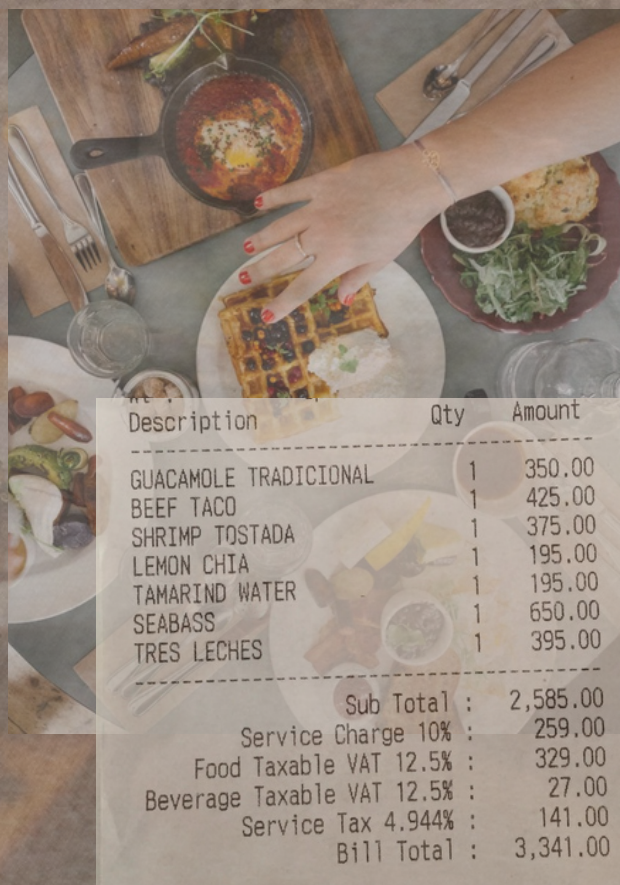 Description Qty Amount
GUACAMOLE TRADICIONAL 1 350.00
BEEF TACO 1 425.00
SHRIMP TOSTADA 1 375.00
LEMON CHIA 1 195.00
TAMARIND WATER 1 195.00
SEABASS 1 650.00
TRES LECHES 1 395.00
Sub Total : 2,585.00
Service Charge 10% : 259.00
Food Taxable VAT 12.5% : 329.00
Beverage Taxable VAT 12.5% : 27.00
Service Tax 4.944% : 141.00
Bill Total : 3,341.00